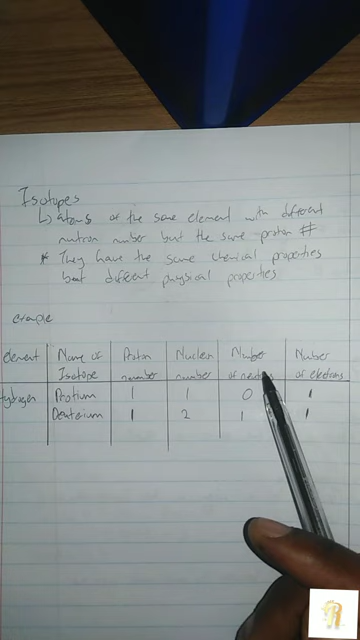 Isotopes
↳ atoms of the same element with different
neutron number but the same proton #
* They have the same chemical properties
but different physical properties
example
element | Name of Isotope | Proton number | Nucleon number | Number of neutrons | Number of electrons
Hydrogen | Protium | 1 | 1 | 0 | 1
Deuterium | 1 | 2 | 1 | 1